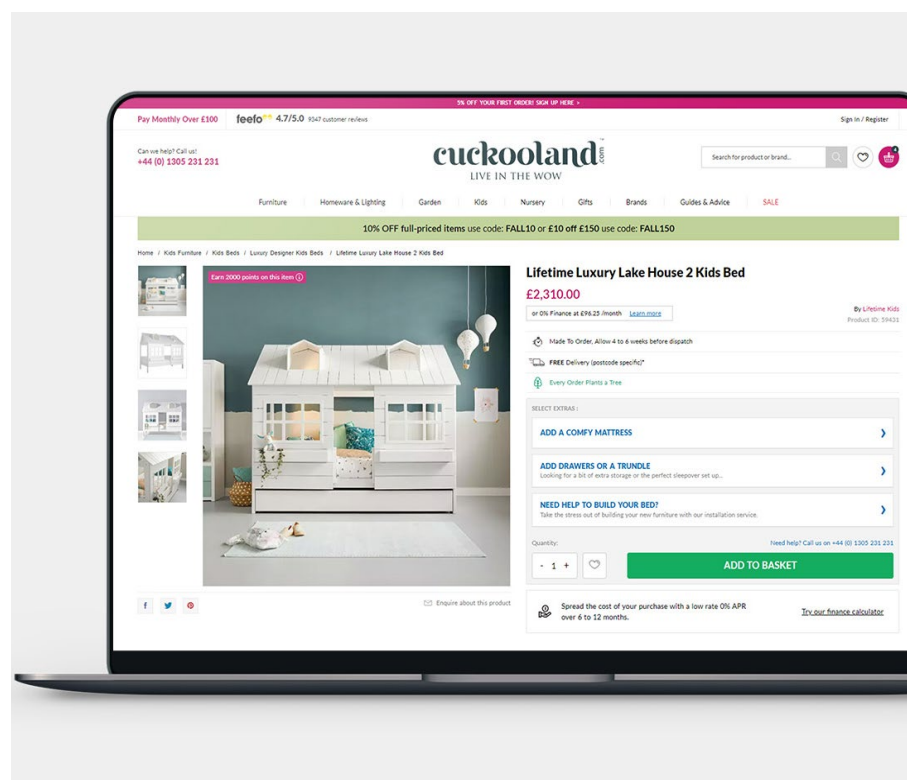 5% OFF YOUR FIRST ORDER! SIGN UP HERE >
Pay Monthly Over £100
feefo 4.7/5.0 9347 customer reviews
Sign In / Register
Can we help? Call us!
+44 (0) 1305 231 231
cuckooland.com
LIVE IN THE WOW
Search for product or brand...
Furniture Homeware & Lighting Garden Kids Nursery Gifts Brands Guides & Advice SALE
10% OFF full-priced items use code: FALL10 or £10 off £150 use code: FALL150
Home / Kids Furniture / Kids Beds / Luxury Designer Kids Beds / Lifetime Luxury Lake House 2 Kids Bed
Earn 2000 points on this item
Lifetime Luxury Lake House 2 Kids Bed
£2,310.00
or 0% Finance at £96.25 /month Learn more
By Lifetime Kids
Product ID: 59431
Made To Order, Allow 4 to 6 weeks before dispatch
FREE Delivery (postcode specific)*
Every Order Plants a Tree
SELECT EXTRAS :
ADD A COMFY MATTRESS
ADD DRAWERS OR A TRUNDLE
Looking for a bit of extra storage or the perfect sleepover set up...
NEED HELP TO BUILD YOUR BED?
Take the stress out of building your new furniture with our installation service.
Quantity:
Need help? Call us on +44 (0) 1305 231 231
- 1 +
ADD TO BASKET
Enquire about this product
Spread the cost of your purchase with a low rate 0% APR
over 6 to 12 months.
Try our finance calculator